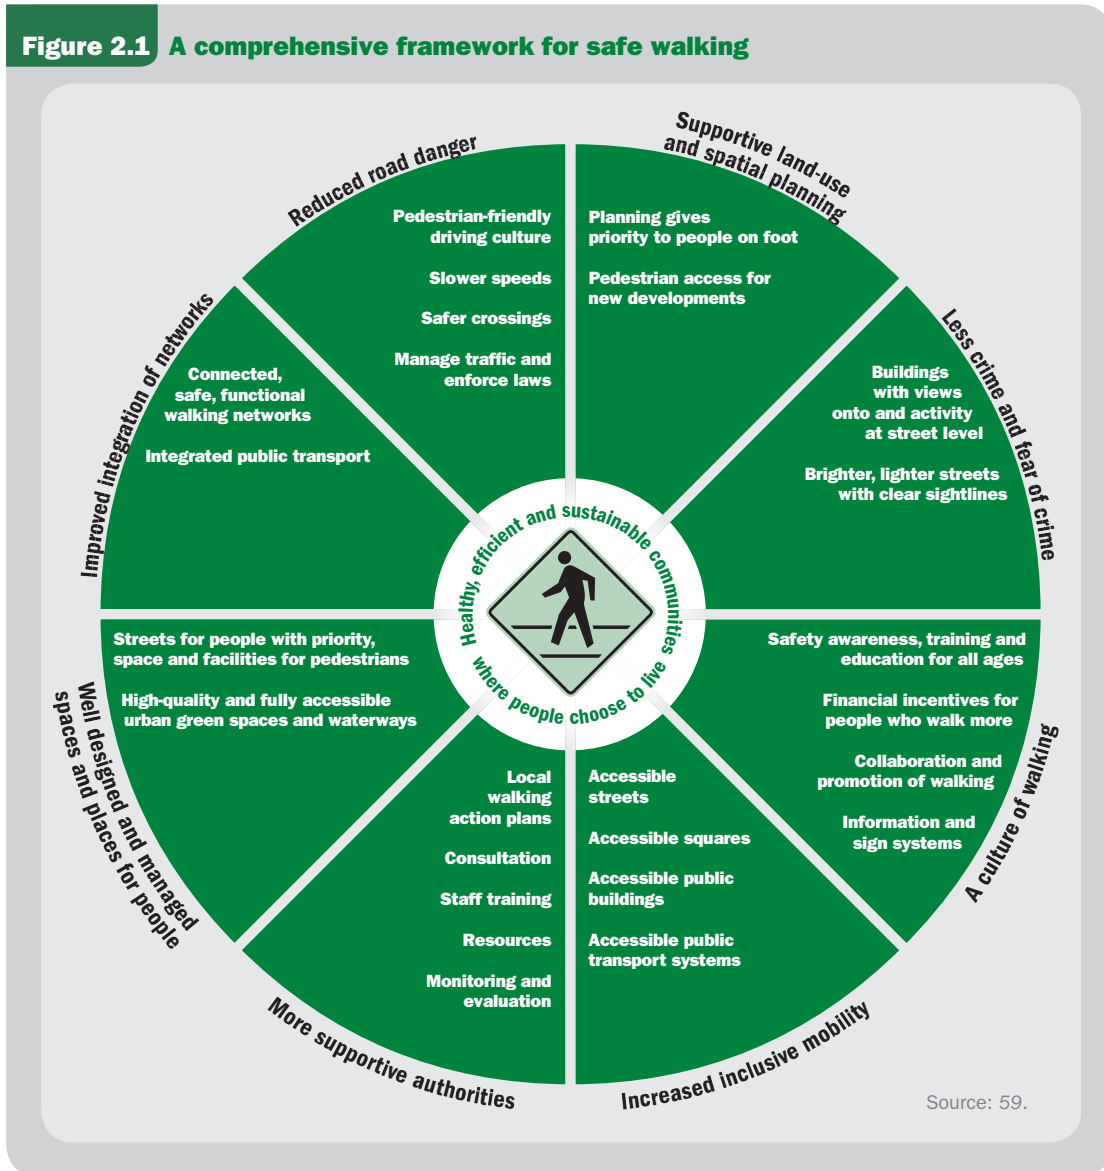 Figure 2.1 A comprehensive framework for safe walking
Reduced road danger
Pedestrian-friendly
driving culture
Slower speeds
Safer crossings
Manage traffic and
enforce laws
Supportive land-use
and spatial planning
Planning gives
priority to people on foot
Pedestrian access for
new developments
Less crime and fear of crime
Buildings
with views
onto and activity
at street level
Brighter, lighter streets
with clear sightlines
A culture of walking
Safety awareness, training and
education for all ages
Financial incentives for
people who walk more
Collaboration and
promotion of walking
Information and
sign systems
Increased inclusive mobility
Accessible
streets
Accessible squares
Accessible public
buildings
Accessible public
transport systems
More supportive authorities
Local
walking
action plans
Consultation
Staff training
Resources
Monitoring and
evaluation
Well designed and managed
spaces and places for people
Streets for people with priority,
space and facilities for pedestrians
High-quality and fully accessible
urban green spaces and waterways
Improved integration of networks
Connected,
safe, functional
walking networks
Integrated public transport
Healthy, efficient and sustainable communities
where people choose to live
Source: 59.